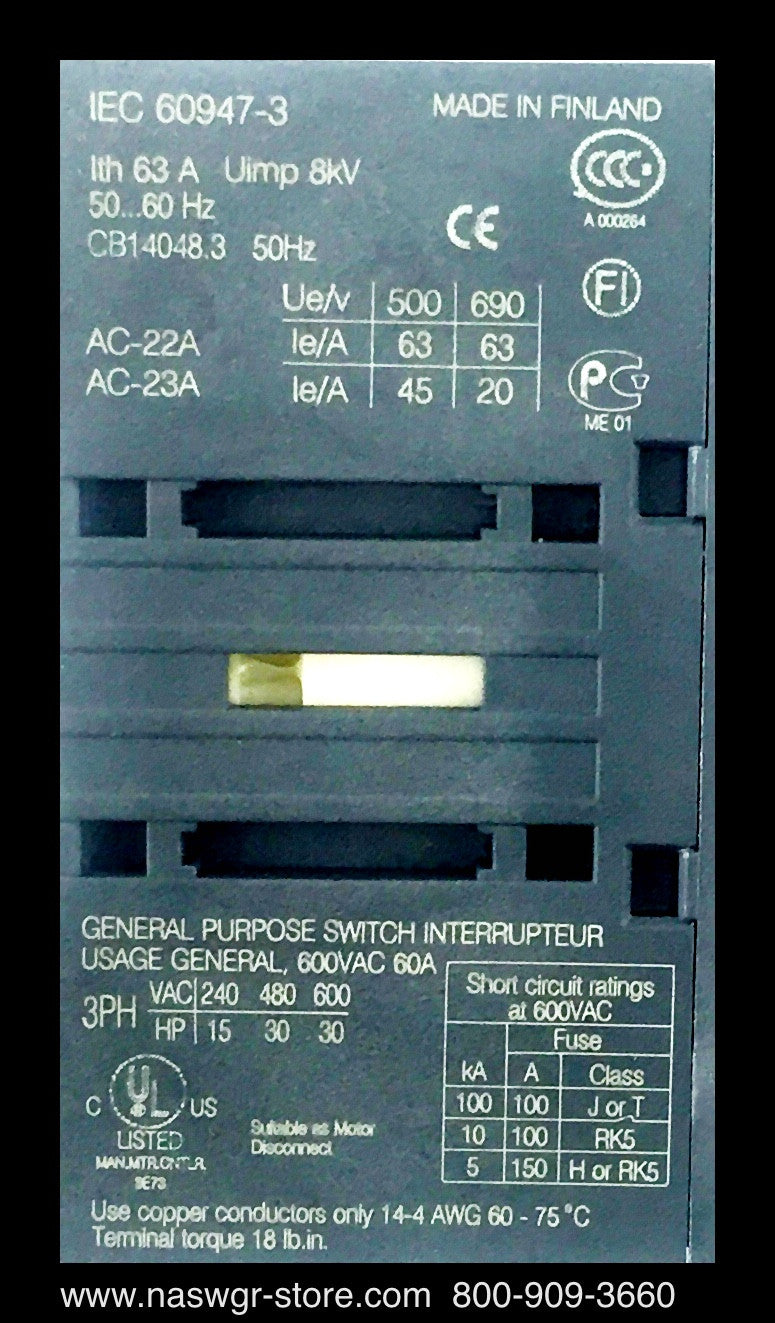 IEC 60947-3 MADE IN FINLAND
Ith 63 A Uimp 8kV
CCC
50...60 Hz
A 000264
CB14048.3 50Hz CE
FI
Ue/v 500 690
AC-22A Ie/A 63 63
AC-23A Ie/A 45 20
PC
ME 01
GENERAL PURPOSE SWITCH INTERRUPTEUR
USAGE GENERAL, 600VAC 60A
3PH VAC 240 480 600
HP 15 30 30
Short circuit ratings
at 600VAC
Fuse
kA A Class
100 100 J or T
10 100 RK5
5 150 H or RK5
C UL US
LISTED
MAN.MTR.CNTLR.
9E73
Suitable as Motor
Disconnect
Use copper conductors only 14-4 AWG 60 - 75°C
Terminal torque 18 lb.in.
www.naswgr-store.com 800-909-3660